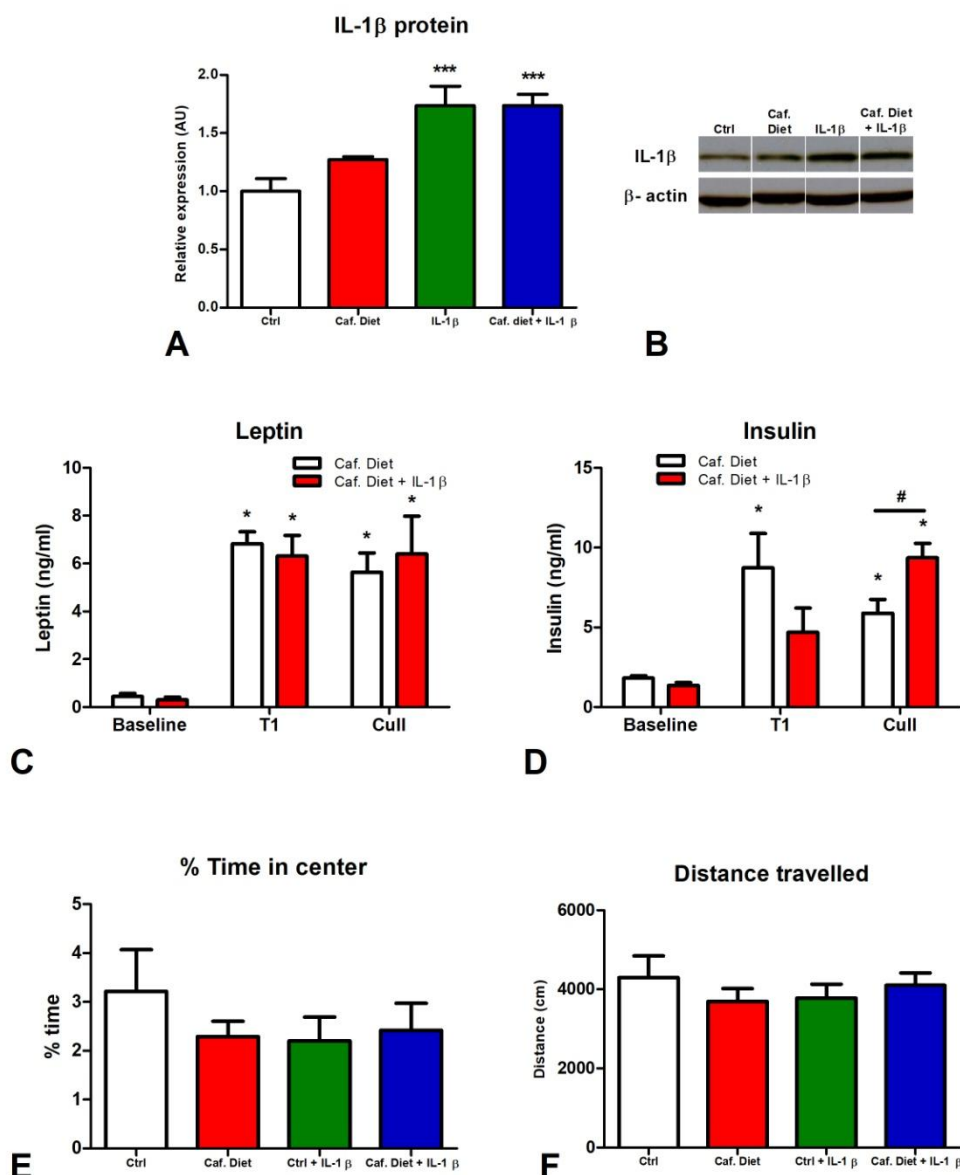 IL-1β protein
*** ***
2.0
1.5
1.0
0.5
0.0
Relative expression (AU)
Ctrl Caf. Diet IL-1β Caf. diet + IL-1 β
A
Ctrl Caf. Diet IL-1β Caf. Diet + IL-1β
IL-1β
β- actin
B
Leptin
Caf. Diet
Caf. Diet + IL-1β
10
8
6
4
2
0
Leptin (ng/ml)
* * * *
Baseline T1 Cull
C
Insulin
Caf. Diet
Caf. Diet + IL-1β
15
10
5
0
Insulin (ng/ml)
* * # *
Baseline T1 Cull
D
% Time in center
5
4
3
2
1
0
% time
Ctrl Caf. Diet Ctrl + IL-1 β Caf. Diet + IL-1 β
E
Distance travelled
6000
4000
2000
0
Distance (cm)
Ctrl Caf. Diet Ctrl + IL-1 β Caf. Diet + IL-1 β
F